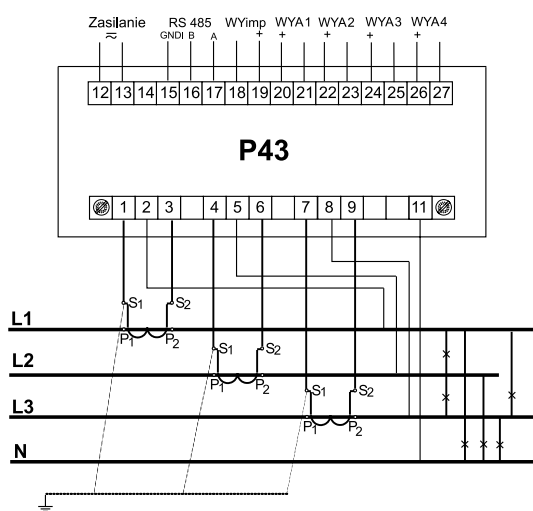 Zasilanie RS 485 WYimp WYA1 WYA2 WYA3 WYA4
≂ GNDI B A + + + + +
12 13 14 15 16 17 18 19 20 21 22 23 24 25 26 27
P43
1 2 3 4 5 6 7 8 9 11
S1 S2
L1
P1 P2
S1 S2
L2
P1 P2
S1 S2
L3
P1 P2
N